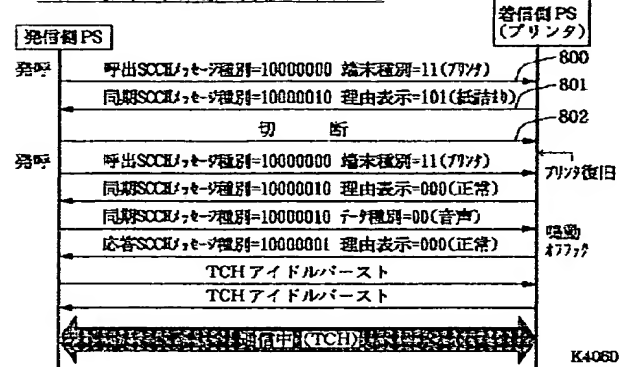 着信側PS
(プリンタ)
発信側PS
発呼
呼出SCCHメッセージ種別=10000000 端末種別=11(プリンタ)
800
同期SCCHメッセージ種別=10000010 理由表示=101(紙詰まり)
801
切 断
802
発呼
呼出SCCHメッセージ種別=10000000 端末種別=11(プリンタ)
プリンタ復旧
同期SCCHメッセージ種別=10000010 理由表示=000(正常)
同期SCCHメッセージ種別=10000010 データ種別=00(音声)
鳴動
応答SCCHメッセージ種別=10000001 理由表示=000(正常)
オフフック
TCHアイドルバースト
TCHアイドルバースト
通信中(TCH)
K4060